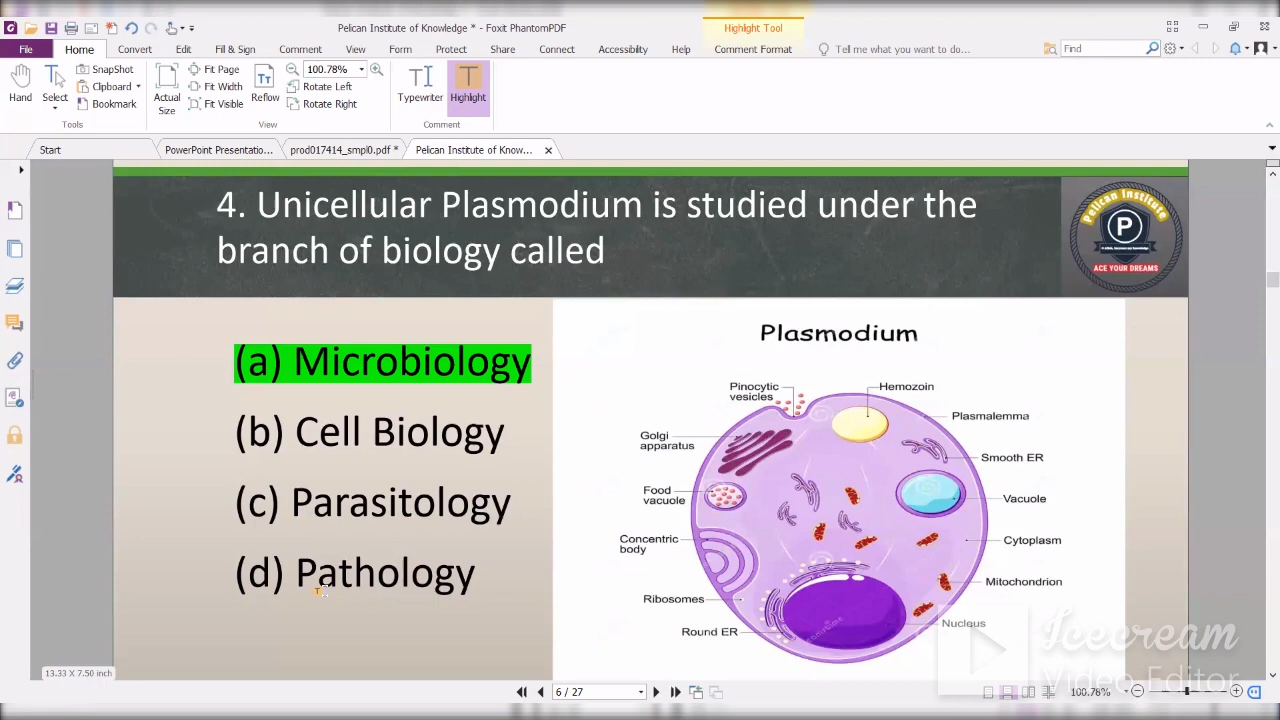 Pelican Institute of Knowledge * - Foxit PhantomPDF
Highlight Tool
File Home Convert Edit Fill & Sign Comment View Form Protect Share Connect Accessibility Help Comment Format Tell me what you want to do... Find
Hand
Select
SnapShot
Clipboard
Bookmark
Tools
Actual Size
Fit Page
Fit Width
Fit Visible
Reflow
100.78%
Rotate Left
Rotate Right
View
Typewriter
Highlight
Comment
Start
PowerPoint Presentatio...
prod017414_smpl0.pdf *
Pelican Institute of Know...
4. Unicellular Plasmodium is studied under the
branch of biology called
Pelican Institute
P
ACE YOUR DREAMS
(a) Microbiology
(b) Cell Biology
(c) Parasitology
(d) Pathology
Plasmodium
Pinocytic
vesicles
Hemozoin
Plasmalemma
Golgi
apparatus
Smooth ER
Food
vacuole
Vacuole
Concentric
body
Cytoplasm
Mitochondrion
Ribosomes
Nucleus
Round ER
Icecream
Video Editor
13.33 X 7.50 inch
6 / 27
100.78%